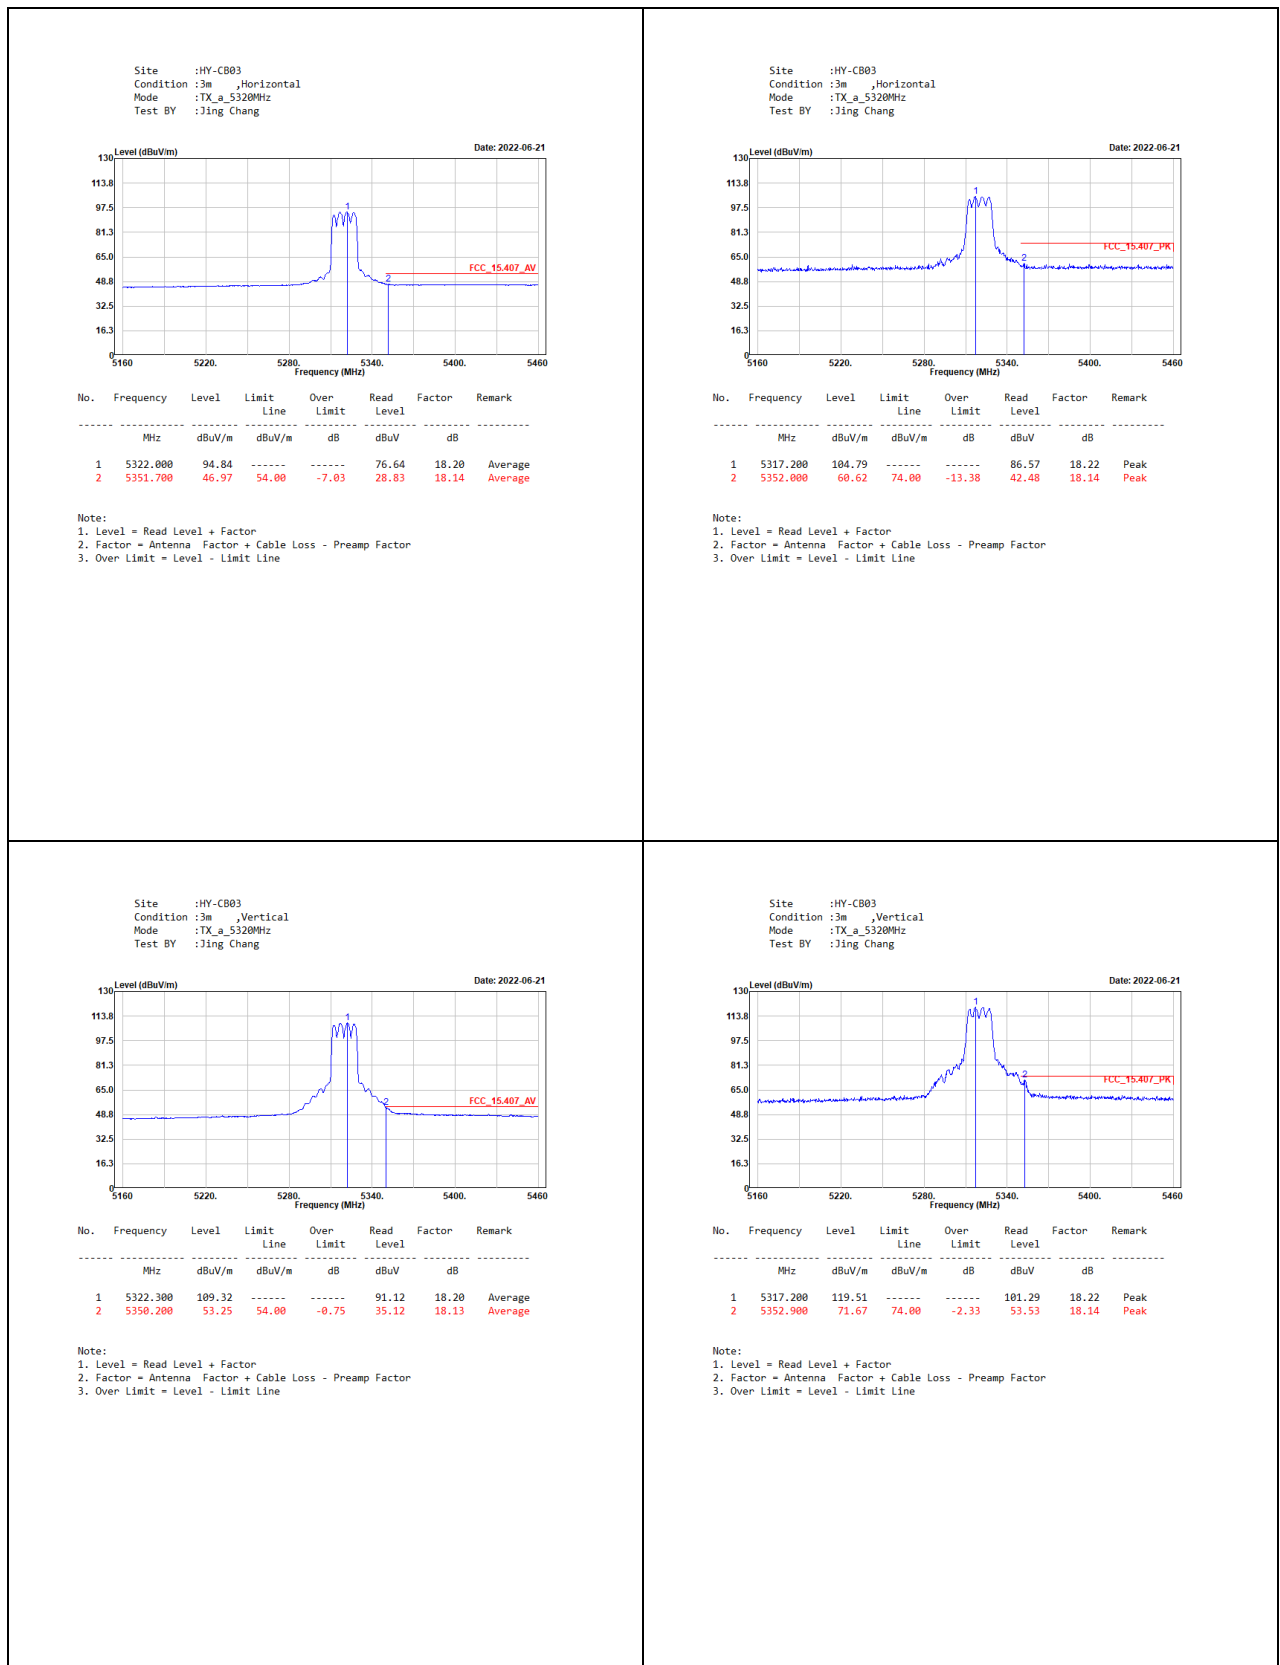 Site :HY-CB03
Condition :3m ,Horizontal
Mode :TX_a_5320MHz
Test BY :Jing Chang
Level (dBuV/m) Date: 2022-06-21
130
113.8
97.5
1
81.3
65.0
FCC_15.407_AV
2
48.8
32.5
16.3
0
5160 5220. 5280. 5340. 5400. 5460
Frequency (MHz)
No. Frequency Level Limit Over Read Factor Remark
Line Limit Level
------ ----------- -------- -------- -------- -------- -------- ---------
MHz dBuV/m dBuV/m dB dBuV dB
1 5322.000 94.84 ------ ------ 76.64 18.20 Average
2 5351.700 46.97 54.00 -7.03 28.83 18.14 Average
Note:
1. Level = Read Level + Factor
2. Factor = Antenna Factor + Cable Loss - Preamp Factor
3. Over Limit = Level - Limit Line
Site :HY-CB03
Condition :3m ,Horizontal
Mode :TX_a_5320MHz
Test BY :Jing Chang
Level (dBuV/m) Date: 2022-06-21
130
113.8
1
97.5
81.3
FCC_15.407_PK
65.0
2
48.8
32.5
16.3
0
5160 5220. 5280. 5340. 5400. 5460
Frequency (MHz)
No. Frequency Level Limit Over Read Factor Remark
Line Limit Level
------ ----------- -------- -------- -------- -------- -------- ---------
MHz dBuV/m dBuV/m dB dBuV dB
1 5317.200 104.79 ------ ------ 86.57 18.22 Peak
2 5352.000 60.62 74.00 -13.38 42.48 18.14 Peak
Note:
1. Level = Read Level + Factor
2. Factor = Antenna Factor + Cable Loss - Preamp Factor
3. Over Limit = Level - Limit Line
Site :HY-CB03
Condition :3m ,Vertical
Mode :TX_a_5320MHz
Test BY :Jing Chang
Level (dBuV/m) Date: 2022-06-21
130
113.8
1
97.5
81.3
65.0
FCC_15.407_AV
2
48.8
32.5
16.3
0
5160 5220. 5280. 5340. 5400. 5460
Frequency (MHz)
No. Frequency Level Limit Over Read Factor Remark
Line Limit Level
------ ----------- -------- -------- -------- -------- -------- ---------
MHz dBuV/m dBuV/m dB dBuV dB
1 5322.300 109.32 ------ ------ 91.12 18.20 Average
2 5350.200 53.25 54.00 -0.75 35.12 18.13 Average
Note:
1. Level = Read Level + Factor
2. Factor = Antenna Factor + Cable Loss - Preamp Factor
3. Over Limit = Level - Limit Line
Site :HY-CB03
Condition :3m ,Vertical
Mode :TX_a_5320MHz
Test BY :Jing Chang
Level (dBuV/m) Date: 2022-06-21
130
1
113.8
97.5
81.3
2
FCC_15.407_PK
65.0
48.8
32.5
16.3
0
5160 5220. 5280. 5340. 5400. 5460
Frequency (MHz)
No. Frequency Level Limit Over Read Factor Remark
Line Limit Level
------ ----------- -------- -------- -------- -------- -------- ---------
MHz dBuV/m dBuV/m dB dBuV dB
1 5317.200 119.51 ------ ------ 101.29 18.22 Peak
2 5352.900 71.67 74.00 -2.33 53.53 18.14 Peak
Note:
1. Level = Read Level + Factor
2. Factor = Antenna Factor + Cable Loss - Preamp Factor
3. Over Limit = Level - Limit Line